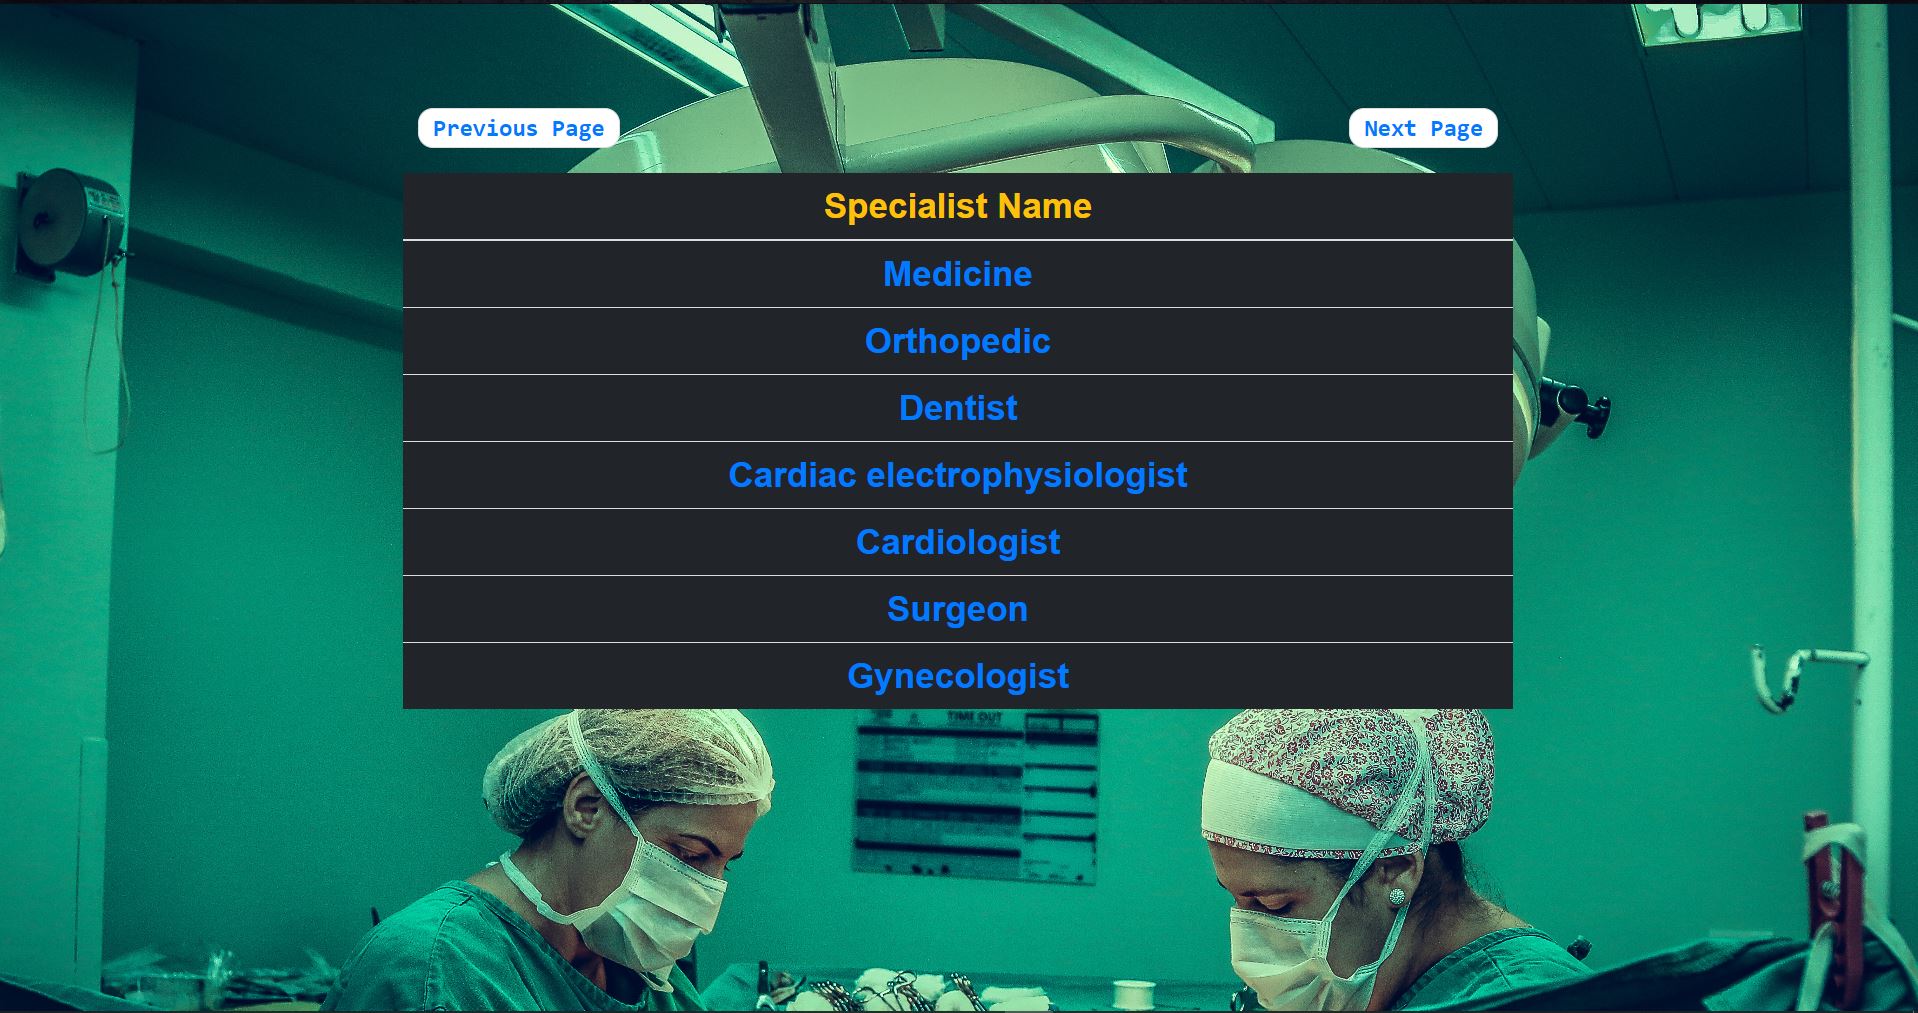 Previous Page
Next Page
Specialist Name
Medicine
Orthopedic
Dentist
Cardiac electrophysiologist
Cardiologist
Surgeon
Gynecologist
TIME OUT